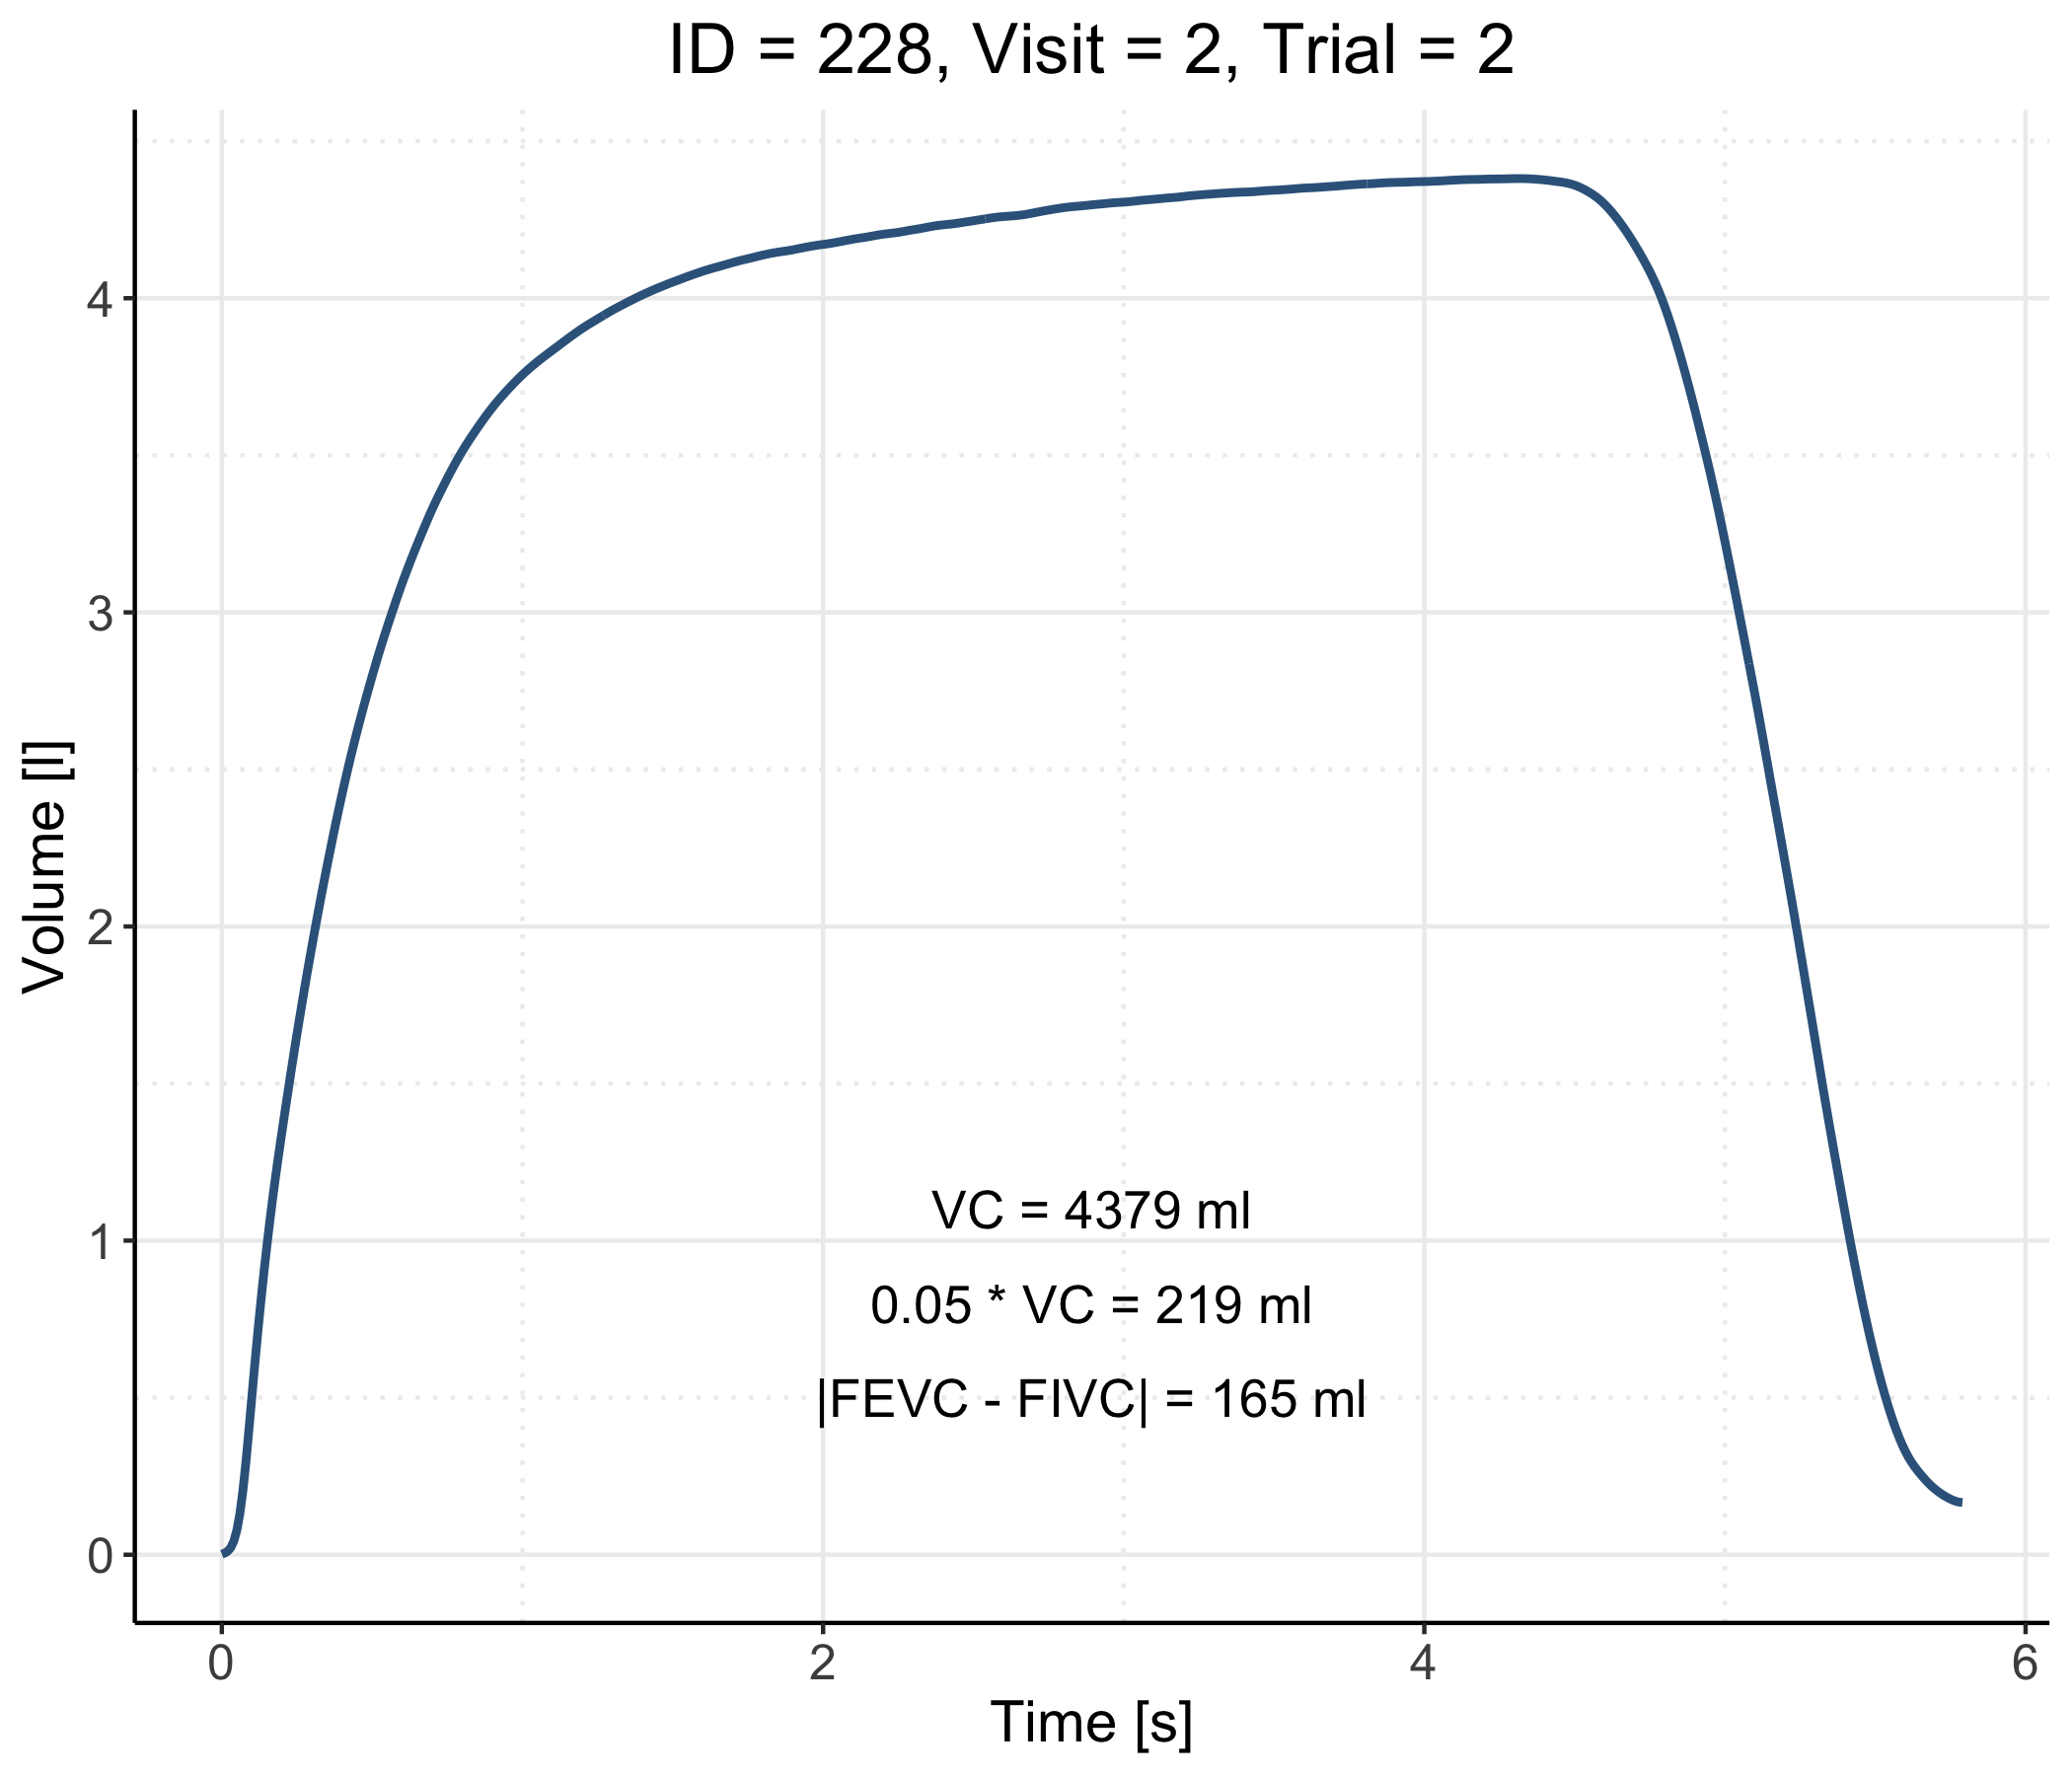 ID = 228, Visit = 2, Trial = 2
Volume [l]
4
3
2
1
0
VC = 4379 ml
0.05 * VC = 219 ml
|FEVC - FIVC| = 165 ml
0 2 4 6
Time [s]